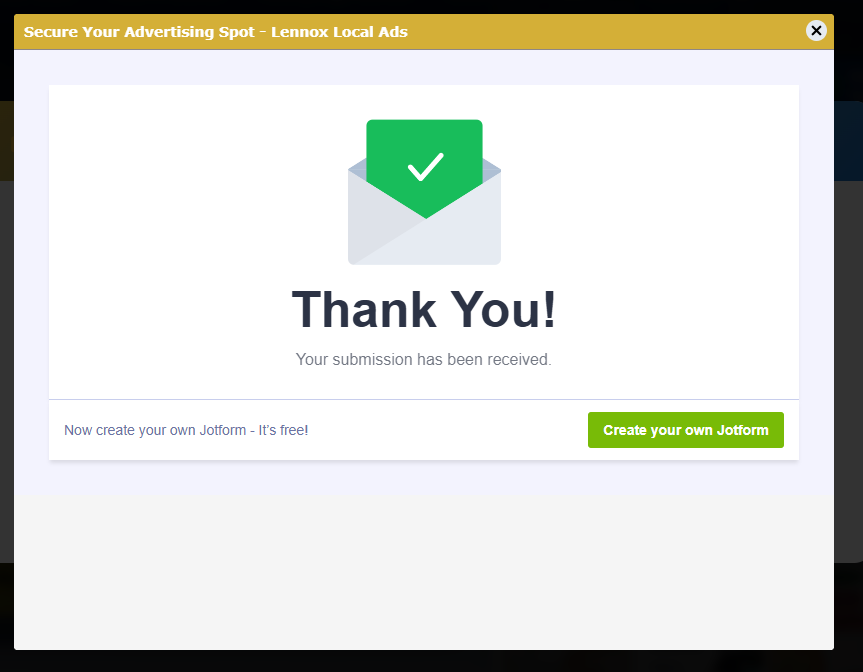 Secure Your Advertising Spot - Lennox Local Ads
Thank You!
Your submission has been received.
Now create your own Jotform - It's free!
Create your own Jotform